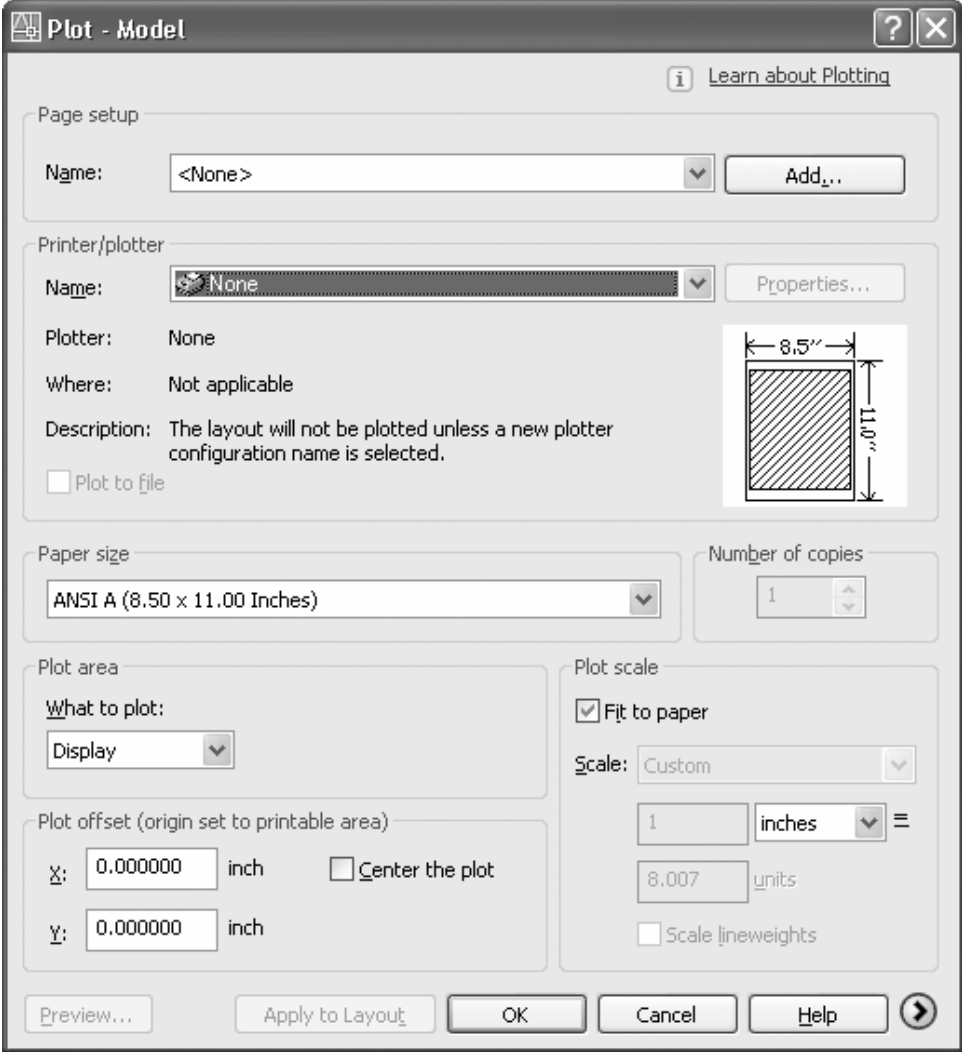 Plot - Model
Learn about Plotting
Page setup
Name:
<None>
Add...
Printer/plotter
Name:
None
Properties...
Plotter:
None
Where:
Not applicable
Description:
The layout will not be plotted unless a new plotter
configuration name is selected.
Plot to file
8.5″
11.0″
Paper size
ANSI A (8.50 x 11.00 Inches)
Number of copies
1
Plot area
What to plot:
Display
Plot scale
Fit to paper
Scale:
Custom
1
inches
=
8.007
units
Scale lineweights
Plot offset (origin set to printable area)
X:
0.000000
inch
Center the plot
Y:
0.000000
inch
Preview...
Apply to Layout
OK
Cancel
Help